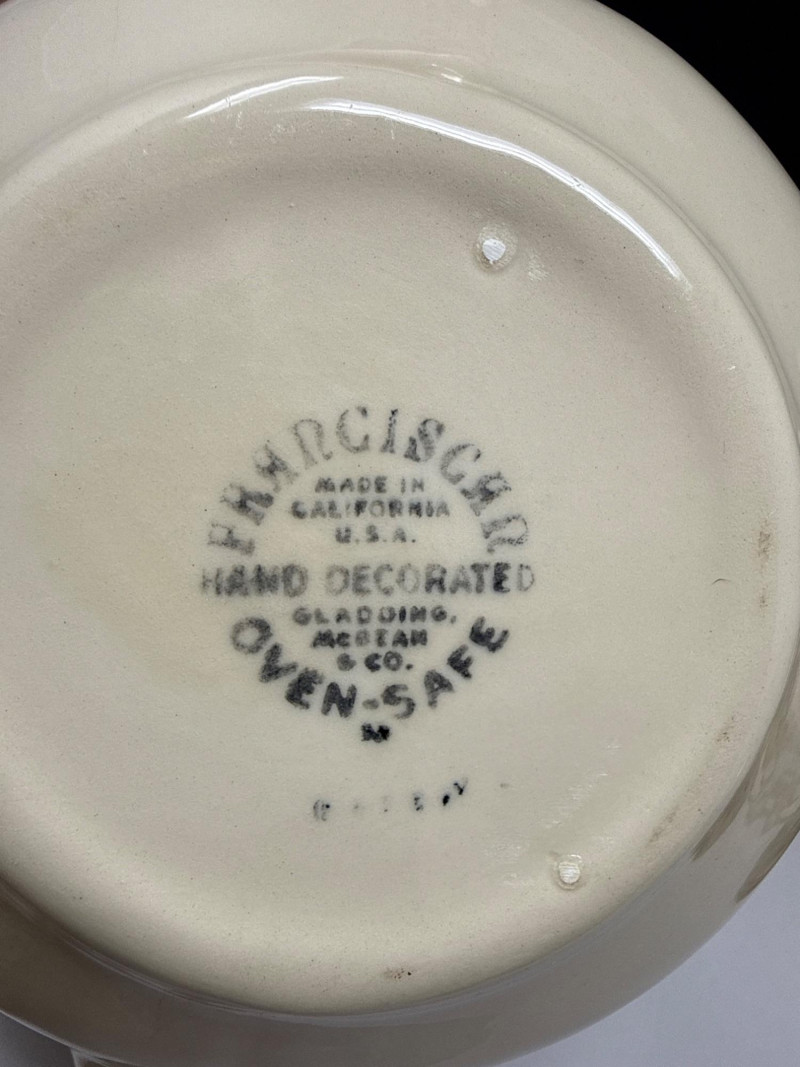 FRANCISCAN
MADE IN
CALIFORNIA
U.S.A.
HAND DECORATED
GLADDING,
McBEAN
& CO.
OVEN-SAFE